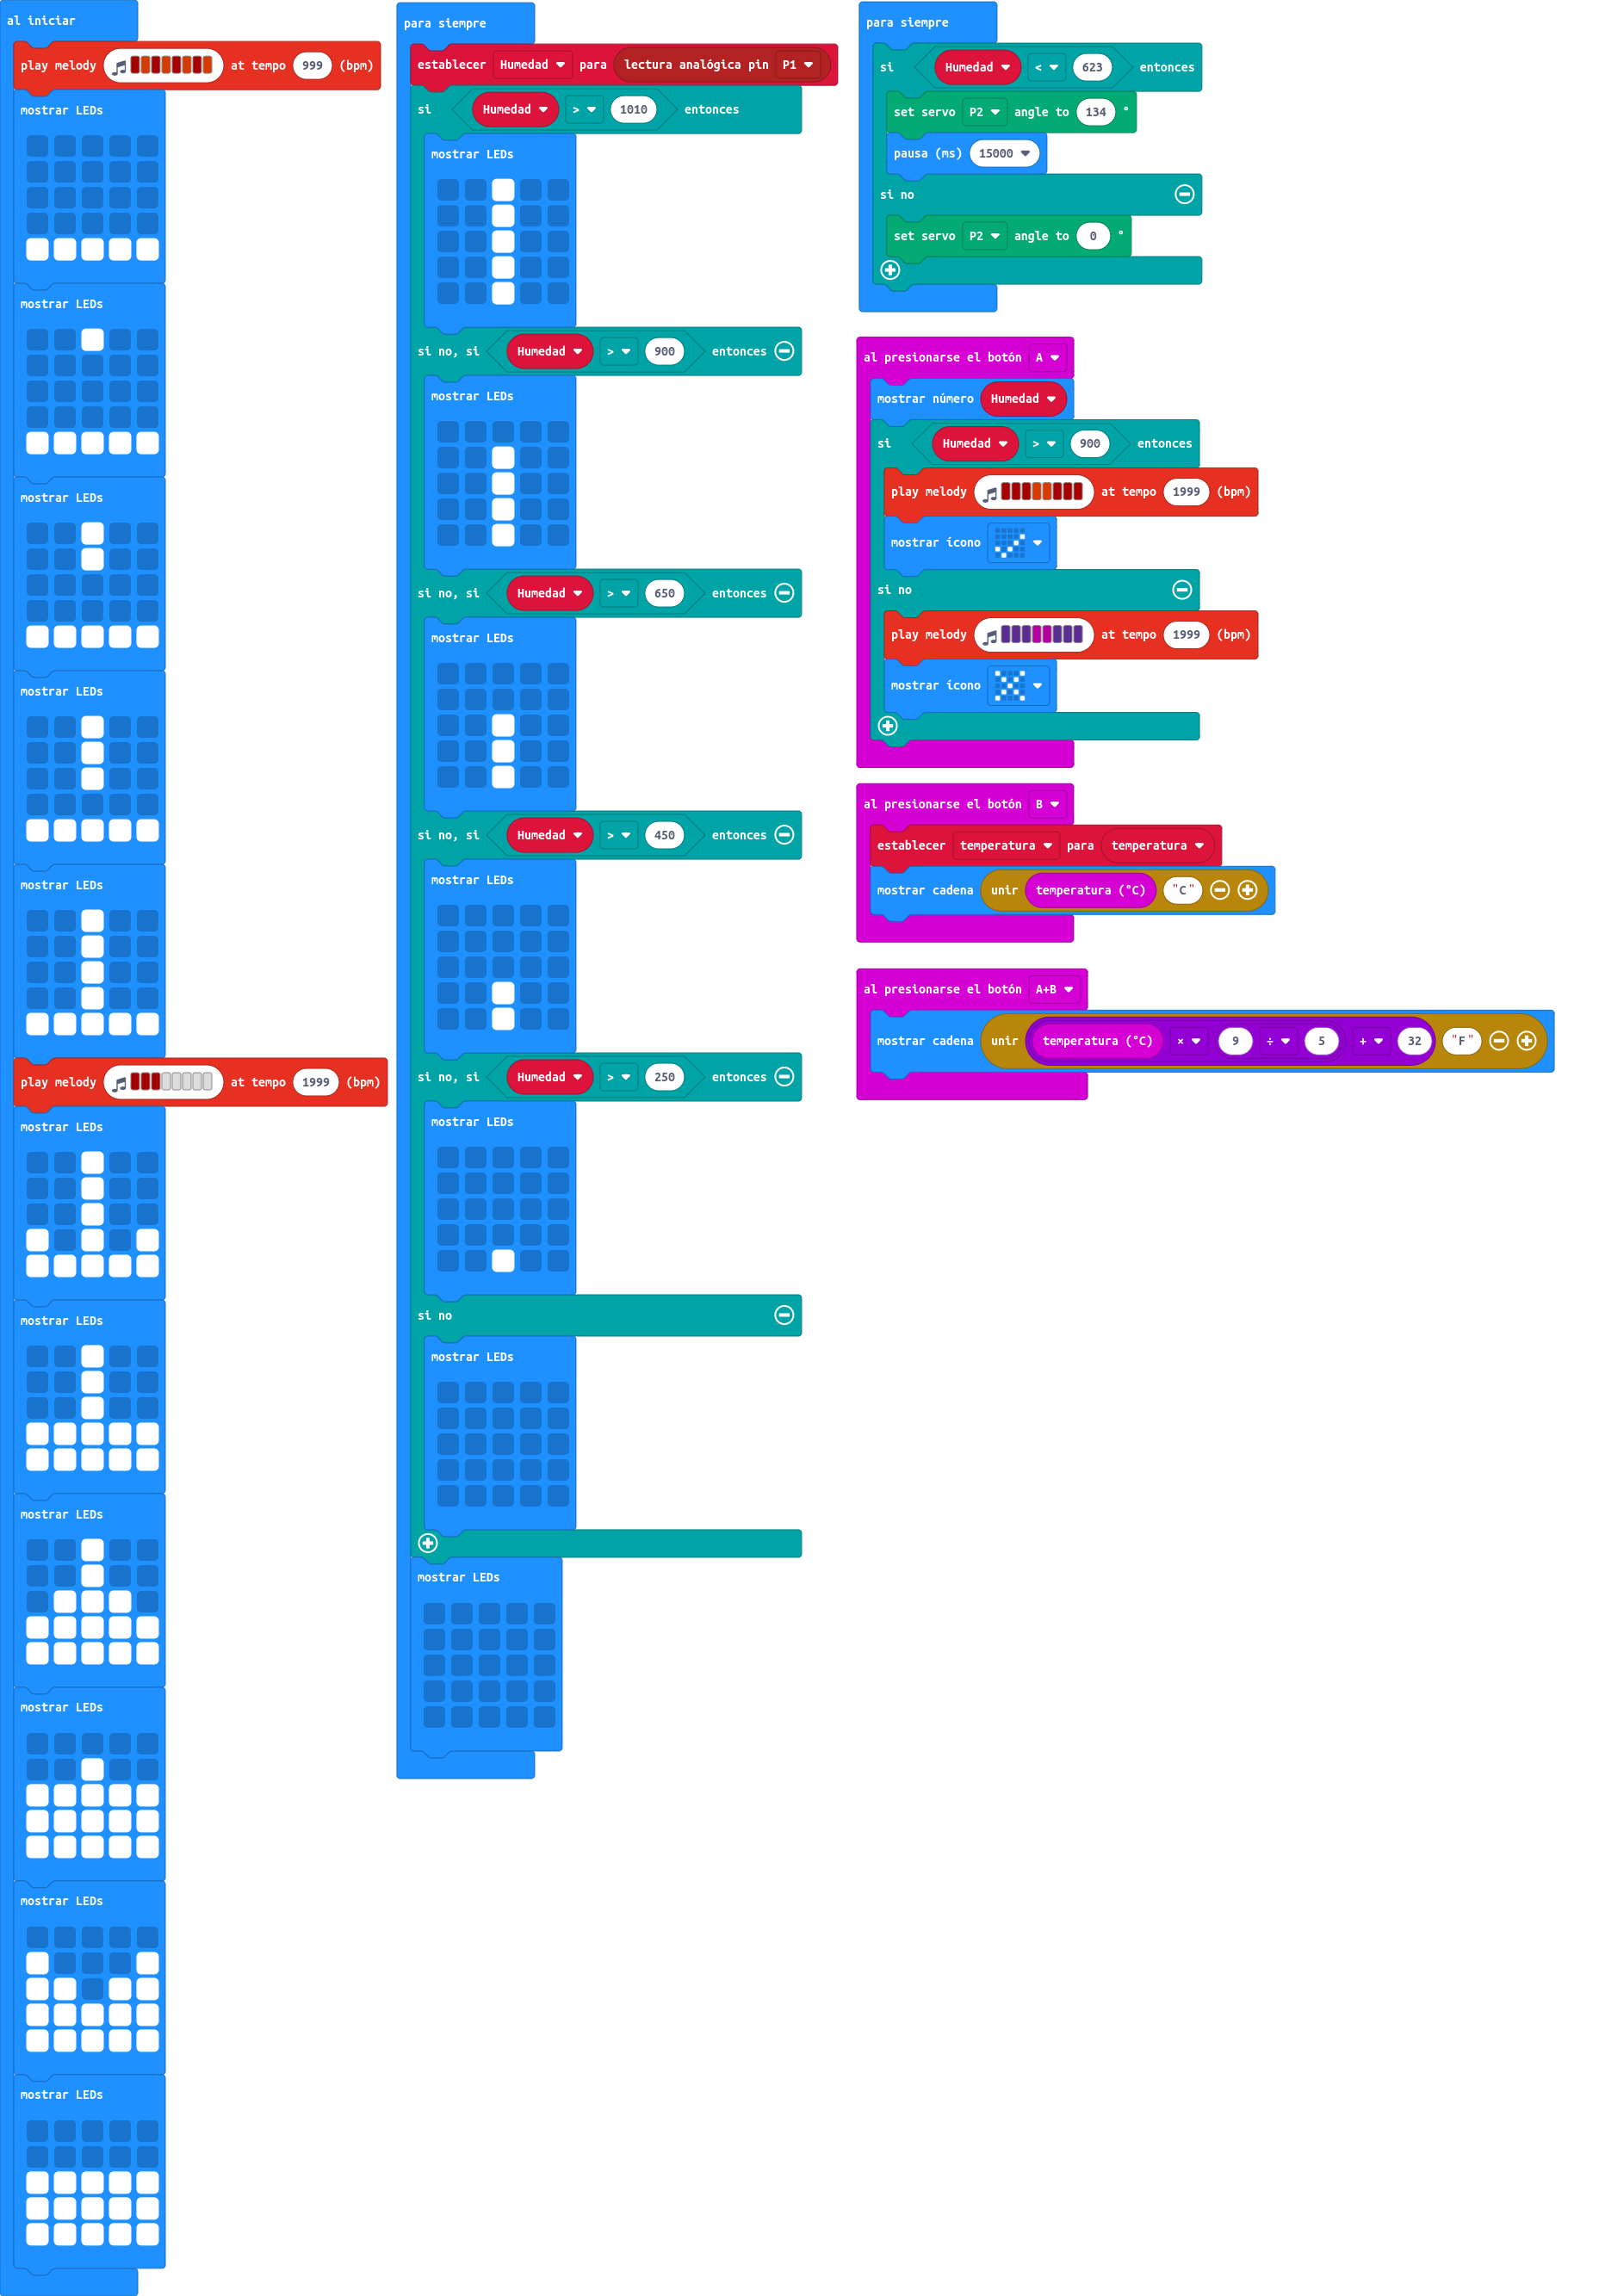 al iniciar
play melody at tempo 999 (bpm)
mostrar LEDs
mostrar LEDs
mostrar LEDs
mostrar LEDs
mostrar LEDs
play melody at tempo 1999 (bpm)
mostrar LEDs
mostrar LEDs
mostrar LEDs
mostrar LEDs
mostrar LEDs
mostrar LEDs
para siempre
establecer Humedad para lectura analógica pin P1
si Humedad > 1010 entonces
mostrar LEDs
si no, si Humedad > 900 entonces
mostrar LEDs
si no, si Humedad > 650 entonces
mostrar LEDs
si no, si Humedad > 450 entonces
mostrar LEDs
si no, si Humedad > 250 entonces
mostrar LEDs
si no
mostrar LEDs
mostrar LEDs
para siempre
si Humedad < 623 entonces
set servo P2 angle to 134 °
pausa (ms) 15000
si no
set servo P2 angle to 0 °
al presionarse el botón A
mostrar número Humedad
si Humedad > 900 entonces
play melody at tempo 1999 (bpm)
mostrar ícono
si no
play melody at tempo 1999 (bpm)
mostrar ícono
al presionarse el botón B
establecer temperatura para temperatura
mostrar cadena unir temperatura (°C) "C"
al presionarse el botón A+B
mostrar cadena unir temperatura (°C) × 9 ÷ 5 + 32 "F"